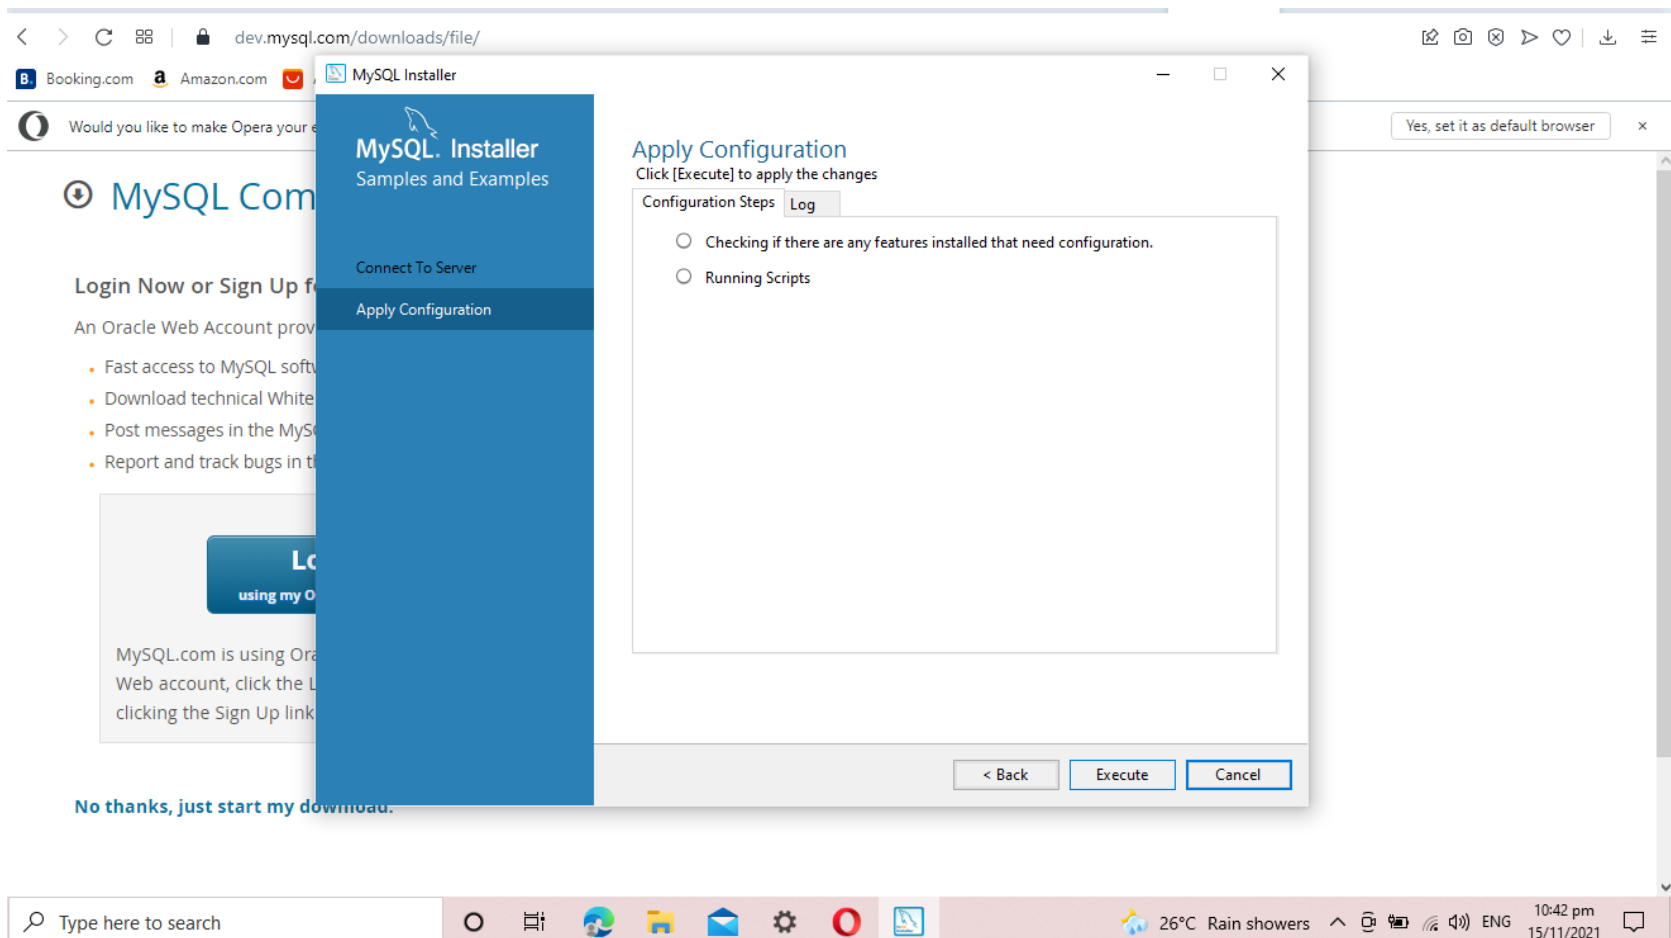 dev.mysql.com/downloads/file/
Booking.com
Amazon.com
Would you like to make Opera your
Yes, set it as default browser
MySQL Com
Login Now or Sign Up f
An Oracle Web Account prov
Fast access to MySQL softw
Download technical White
Post messages in the MyS
Report and track bugs in t
Lo
using my O
MySQL.com is using Ora
Web account, click the L
clicking the Sign Up link
No thanks, just start my download.
MySQL Installer
MySQL. Installer
Samples and Examples
Connect To Server
Apply Configuration
Apply Configuration
Click [Execute] to apply the changes
Configuration Steps
Log
Checking if there are any features installed that need configuration.
Running Scripts
< Back
Execute
Cancel
Type here to search
26°C Rain showers
ENG
10:42 pm
15/11/2021